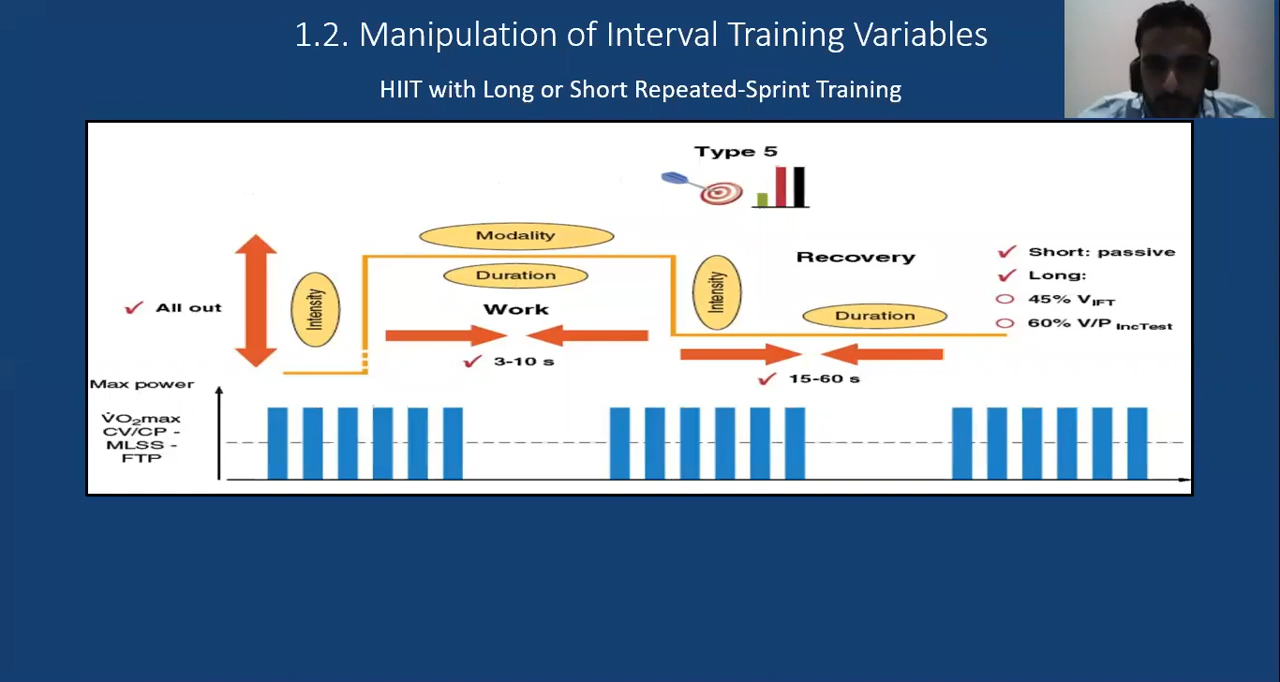 1.2. Manipulation of Interval Training Variables
HIIT with Long or Short Repeated-Sprint Training
Type 5
Modality
Duration
Intensity
Work
All out
3-10 s
Intensity
Recovery
Duration
15-60 s
Short: passive
Long:
45% V_IFT
60% V/P_IncTest
Max power
V̇O₂max
CV/CP -
MLSS -
FTP